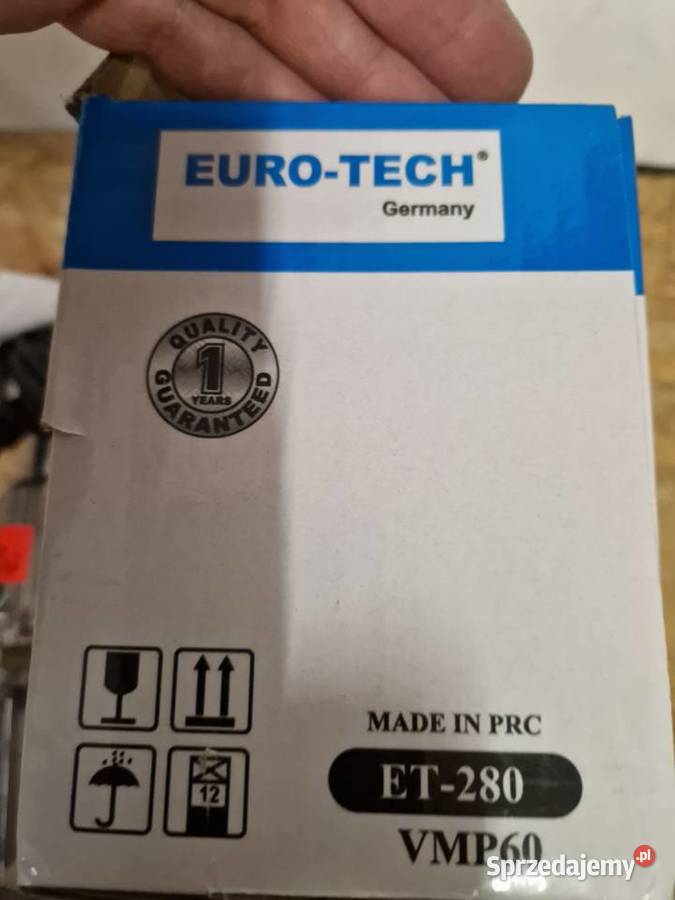 EURO-TECH®
Germany
QUALITY
1
YEARS
GUARANTEED
12
MADE IN PRC
ET-280
VMP60
Sprzedajemy.pl